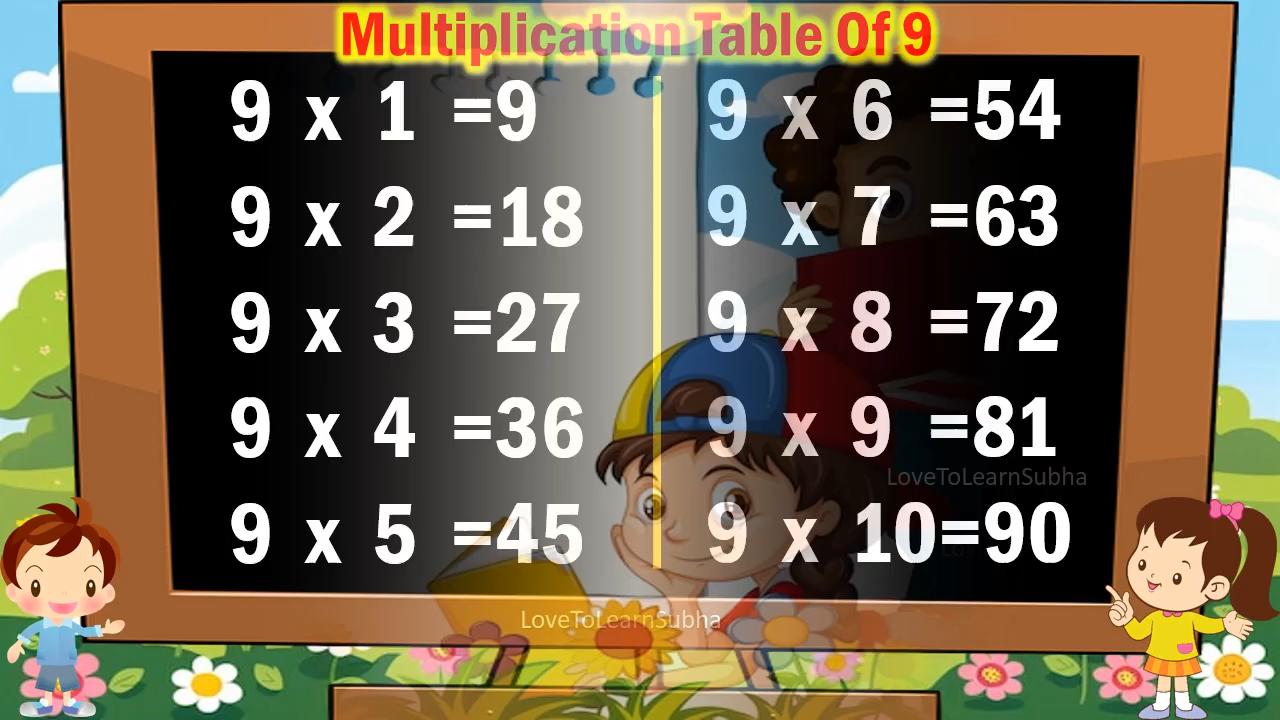 Multiplication Table Of 9
9 x 1 =9
9 x 2 =18
9 x 3 =27
9 x 4 =36
9 x 5 =45
9 x 6 =54
9 x 7 =63
9 x 8 =72
9 x 9 =81
9 x 10=90
LoveToLearnSubha
LoveToLearnSubha